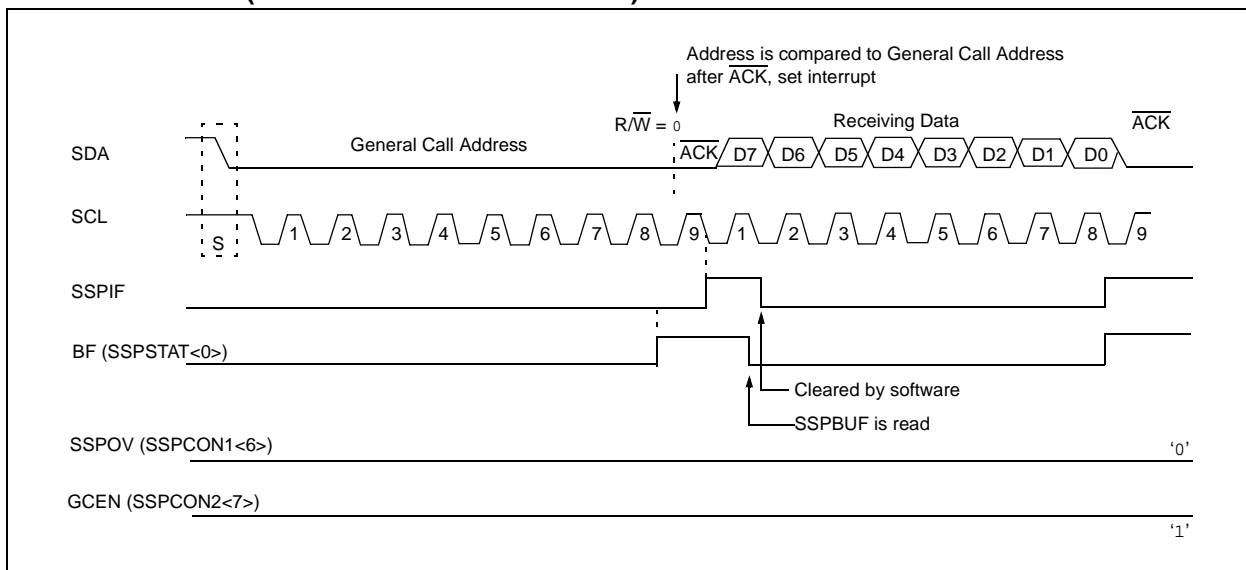 Address is compared to General Call Address
after ACK, set interrupt
R/W = 0
Receiving Data
ACK
SDA
General Call Address
ACK
D7
D6
D5
D4
D3
D2
D1
D0
SCL
S
1
2
3
4
5
6
7
8
9
1
2
3
4
5
6
7
8
9
SSPIF
BF (SSPSTAT<0>)
Cleared by software
SSPBUF is read
SSPOV (SSPCON1<6>)
‘0’
GCEN (SSPCON2<7>)
‘1’